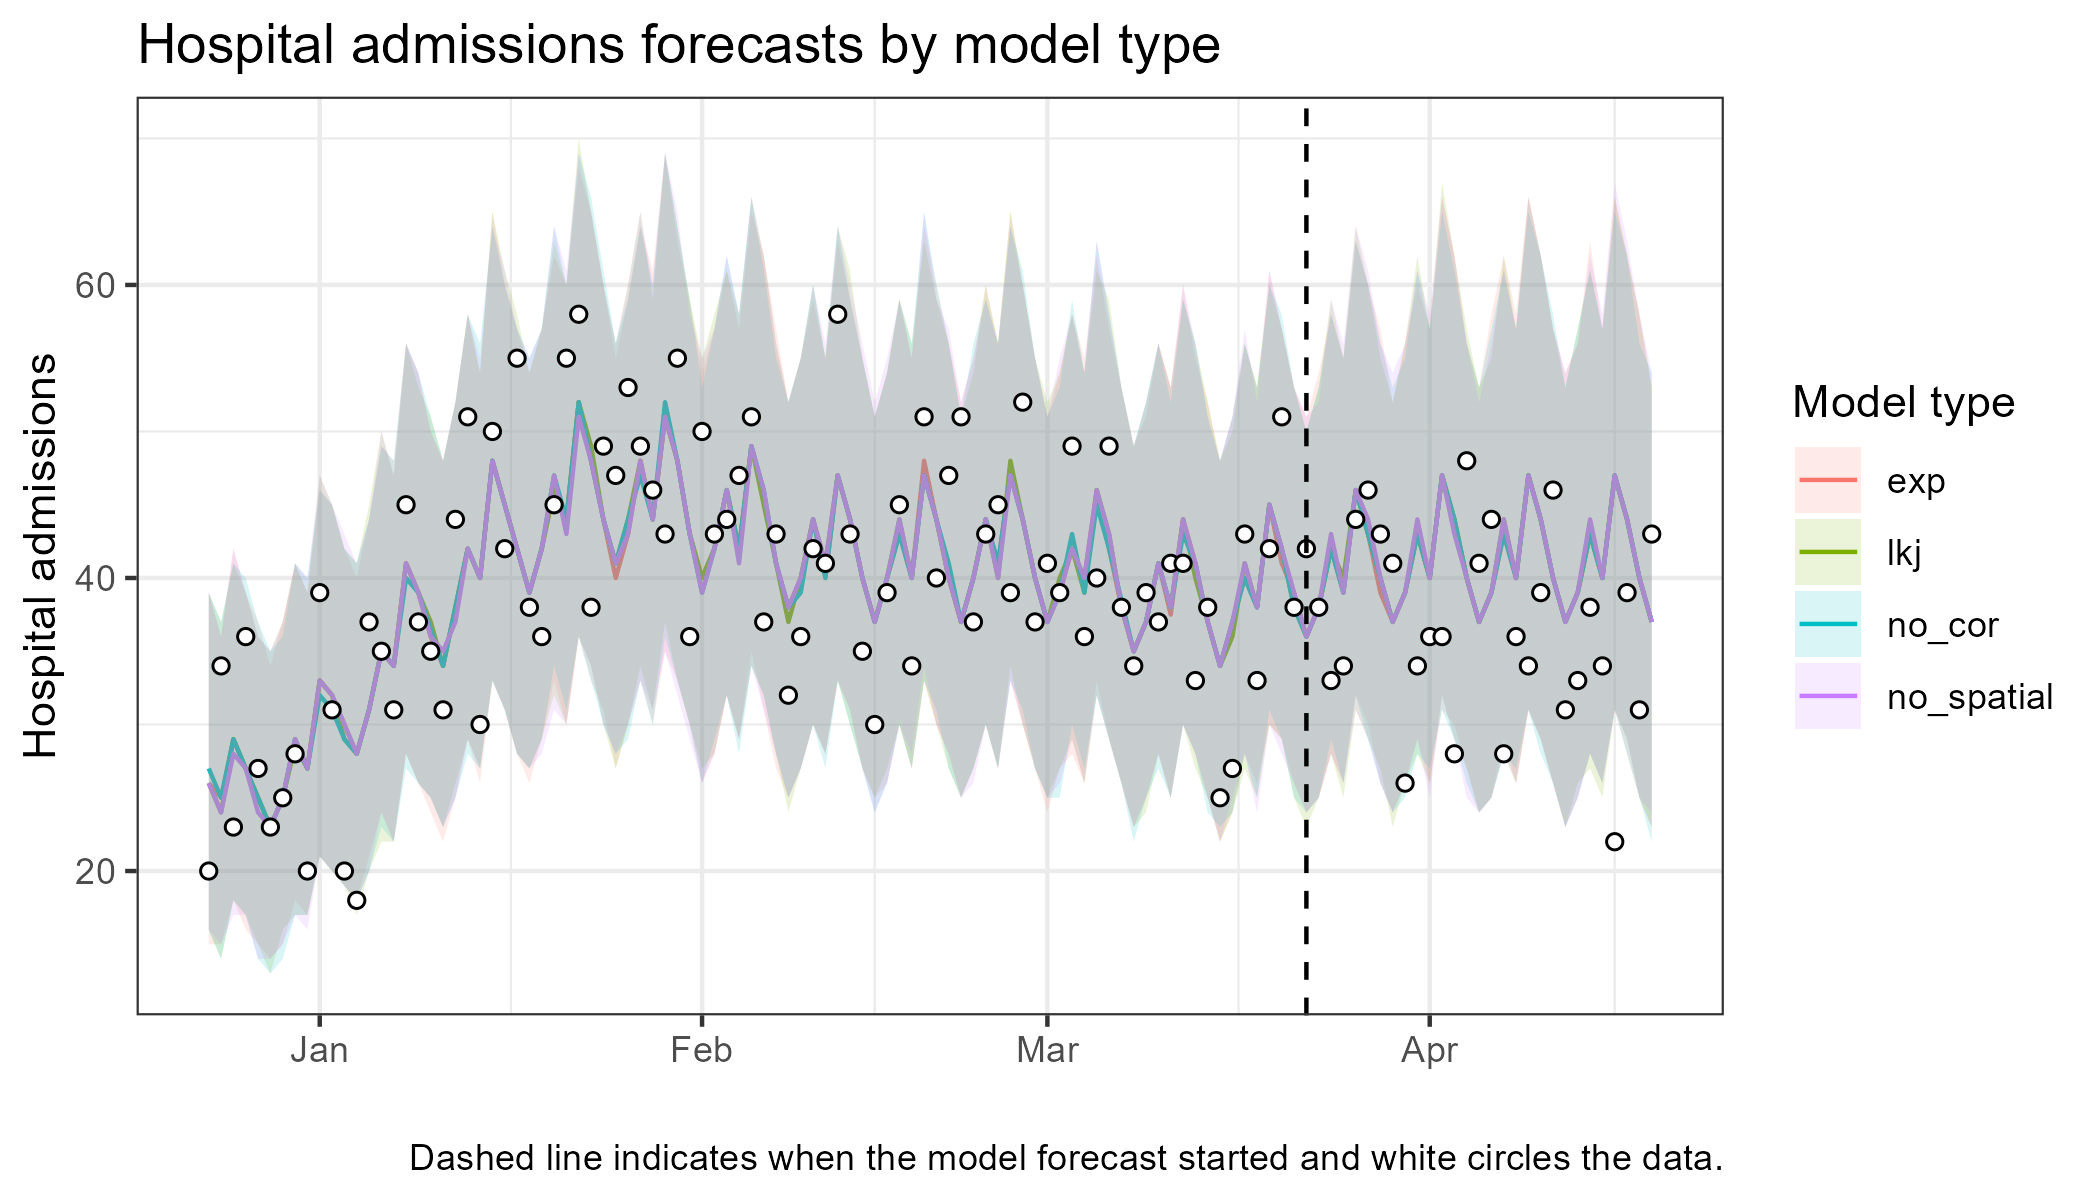 Hospital admissions forecasts by model type
Hospital admissions
60
40
20
Jan
Feb
Mar
Apr
Model type
exp
lkj
no_cor
no_spatial
Dashed line indicates when the model forecast started and white circles the data.